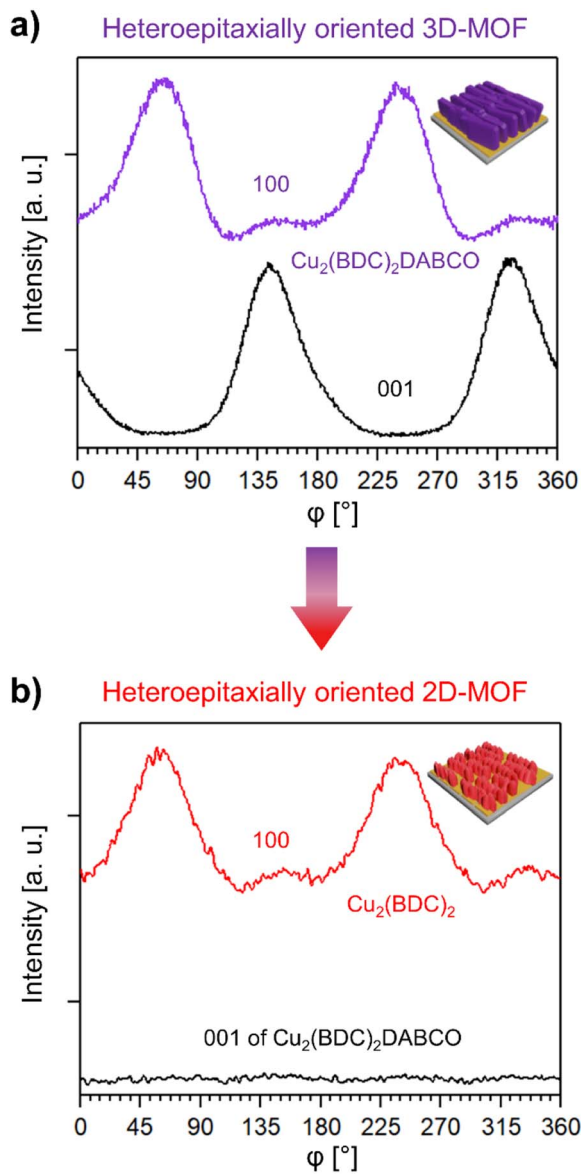 a) Heteroepitaxially oriented 3D-MOF
Intensity [a. u.]
100
Cu₂(BDC)₂DABCO
001
0 45 90 135 180 225 270 315 360
φ [°]
b) Heteroepitaxially oriented 2D-MOF
Intensity [a. u.]
100
Cu₂(BDC)₂
001 of Cu₂(BDC)₂DABCO
0 45 90 135 180 225 270 315 360
φ [°]